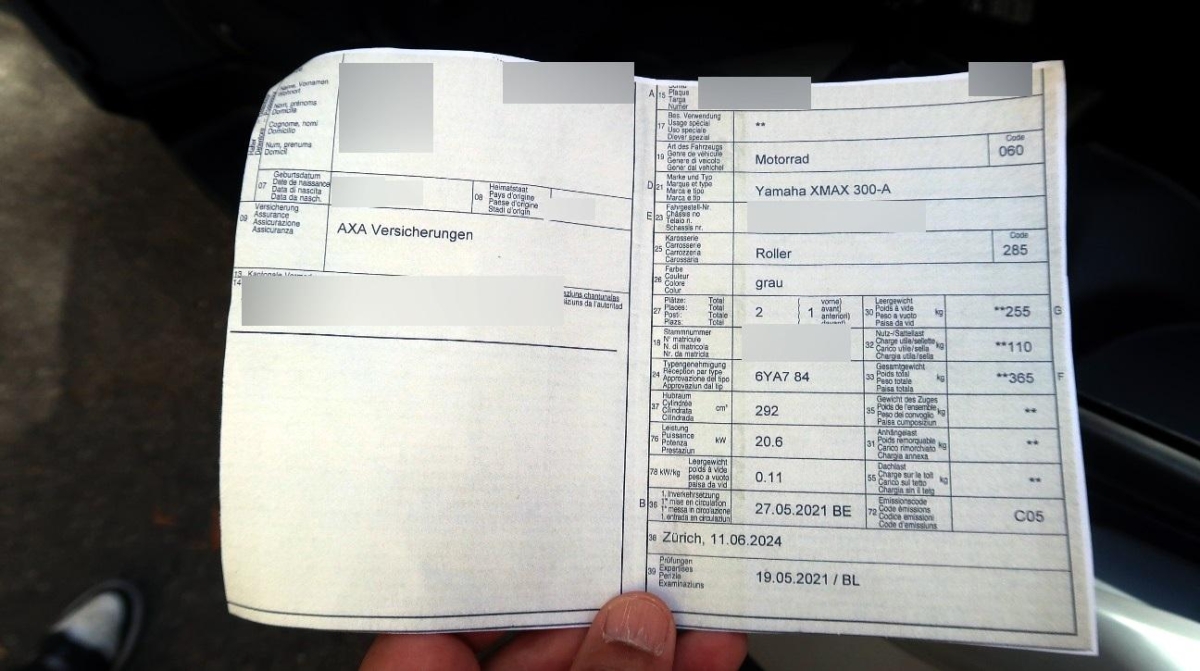 Name, Vornamen
Wohnort
Nom, prénoms
Domicile
Cognome, nomi
Domicilio
Num, prenums
Domicil
07
Geburtsdatum
Date de naissance
Data di nascita
Data da nasch.
08
Heimatstaat
Pays d'origine
Paese d'origine
Stadi d'origin
09
Versicherung
Assurance
Assicurazione
Assicuranza
AXA Versicherungen
14
A 15
Plaque
Targa
Numer
17
Bes. Verwendung
Usage spécial
Uso speciale
Diever spezial
**
19
Art des Fahrzeugs
Genre de véhicule
Genere di veicolo
Gener dal vehichel
Motorrad
Code
060
D 21
Marke und Typ
Marque et type
Marca e tipo
Marca e tip
Yamaha XMAX 300-A
E 23
Fahrgestell-Nr.
Châssis no
Telaio n.
Schassis nr.
25
Karosserie
Carrosserie
Carrozzeria
Carossaria
Roller
Code
285
26
Farbe
Couleur
Colore
Colur
grau
27
Plätze: Total
Places: Total
Posti: Totale
Plazs: Total
2
1
vorne)
avant)
anteriori)
30
Leergewicht
Poids à vide
Peso a vuoto
Paisa da vid
kg
**255
G
18
Stammnummer
N° matricule
N. di matricola
Nr. da matricla
32
Nutz-/Sattellast
Charge utile/sellette
Carico utile/sella
Chargia utila/sella
kg
**110
24
Typengenehmigung
Réception par type
Approvazione del tipo
Approvaziun dal tip
6YA7 84
33
Gesamtgewicht
Poids total
Peso totale
Paisa totala
kg
**365
F
37
Hubraum
Cylindrée
Cilindrata
Cilindrada
cm³
292
35
Gewicht des Zuges
Poids de l'ensemble
Peso del convoglio
Paisa cumposiziun
kg
**
76
Leistung
Puissance
Potenza
Prestaziun
kW
20.6
31
Anhängelast
Poids remorquable
Carico rimorchiato
Chargia annexa
kg
**
78 kW/kg
Leergewicht
poids à vide
peso a vuoto
paisa da vid
0.11
55
Dachlast
Charge sur le toit
Carico sul tetto
Chargia sin il tetg
kg
**
B 36
1. Inverkehrsetzung
1re mise en circulation
1a messa in circolazione
1. entrada en circulaziun
27.05.2021 BE
72
Emissionscode
Code émissions
Codice emissioni
Code d'emissiuns
C05
38 Zürich, 11.06.2024
39
Prüfungen
Expertises
Perizie
Examinaziuns
19.05.2021 / BL